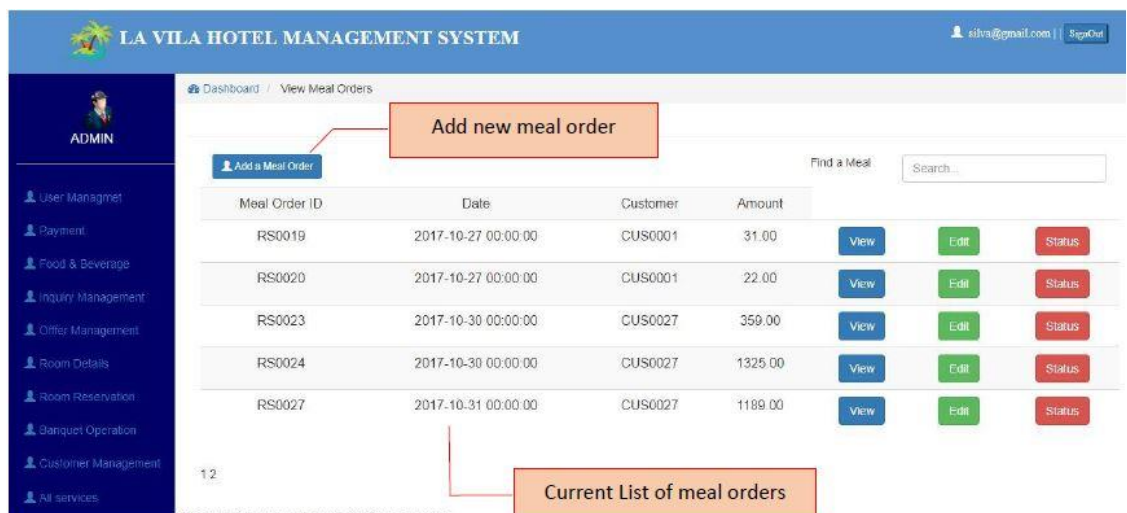 LA VILA HOTEL MANAGEMENT SYSTEM
silva@gmail.com | | SignOut
Dashboard / View Meal Orders
ADMIN
Add new meal order
Add a Meal Order
Find a Meal
Search...
Meal Order ID Date Customer Amount
RS0019 2017-10-27 00:00:00 CUS0001 31.00 View Edit Status
RS0020 2017-10-27 00:00:00 CUS0001 22.00 View Edit Status
RS0023 2017-10-30 00:00:00 CUS0027 359.00 View Edit Status
RS0024 2017-10-30 00:00:00 CUS0027 1325.00 View Edit Status
RS0027 2017-10-31 00:00:00 CUS0027 1189.00 View Edit Status
1 2
Current List of meal orders
User Managmet
Payment
Food & Beverage
Inquiry Management
Offer Management
Room Details
Room Reservation
Banquet Operation
Customer Management
All services